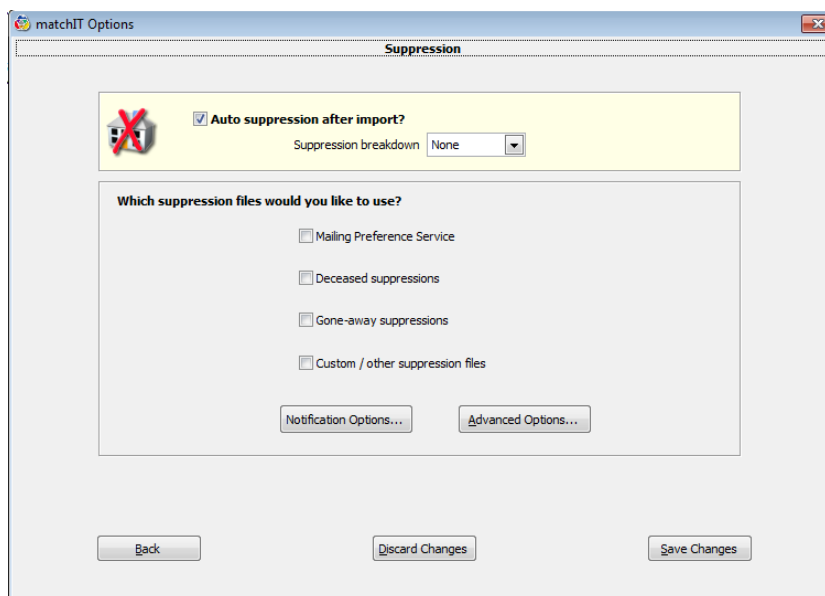 matchIT Options
Suppression
Auto suppression after import?
Suppression breakdown None
Which suppression files would you like to use?
Mailing Preference Service
Deceased suppressions
Gone-away suppressions
Custom / other suppression files
Notification Options... Advanced Options...
Back Discard Changes Save Changes